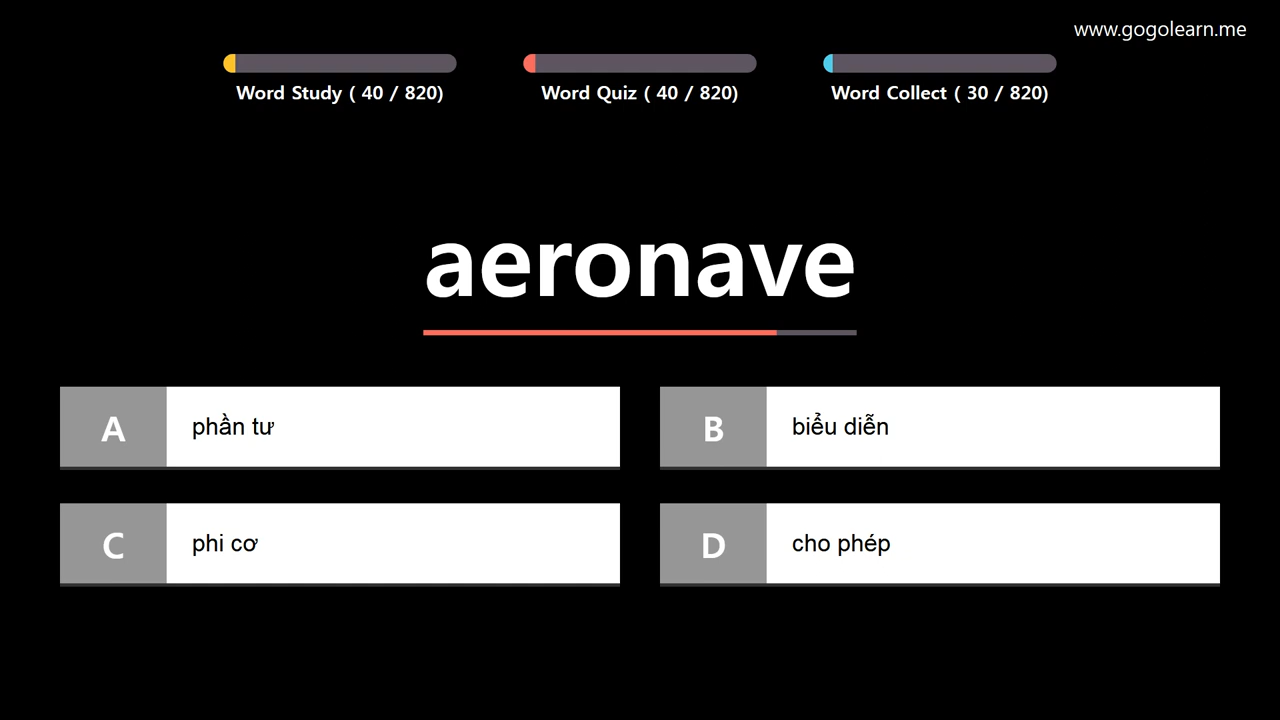 www.gogolearn.me
Word Study ( 40 / 820)
Word Quiz ( 40 / 820)
Word Collect ( 30 / 820)
aeronave
A phần tư
B biểu diễn
C phi cơ
D cho phép